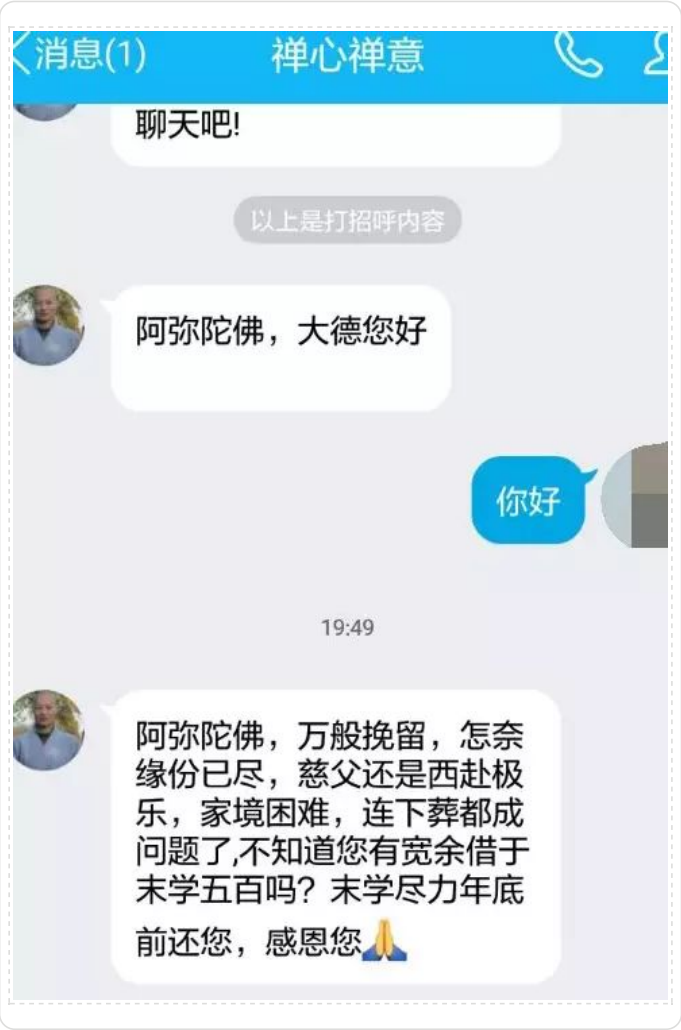 消息(1)
禅心禅意
聊天吧!
以上是打招呼内容
阿弥陀佛，大德您好
你好
19:49
阿弥陀佛，万般挽留，怎奈
缘份已尽，慈父还是西赴极
乐，家境困难，连下葬都成
问题了,不知道您有宽余借于
末学五百吗？末学尽力年底
前还您，感恩您🙏